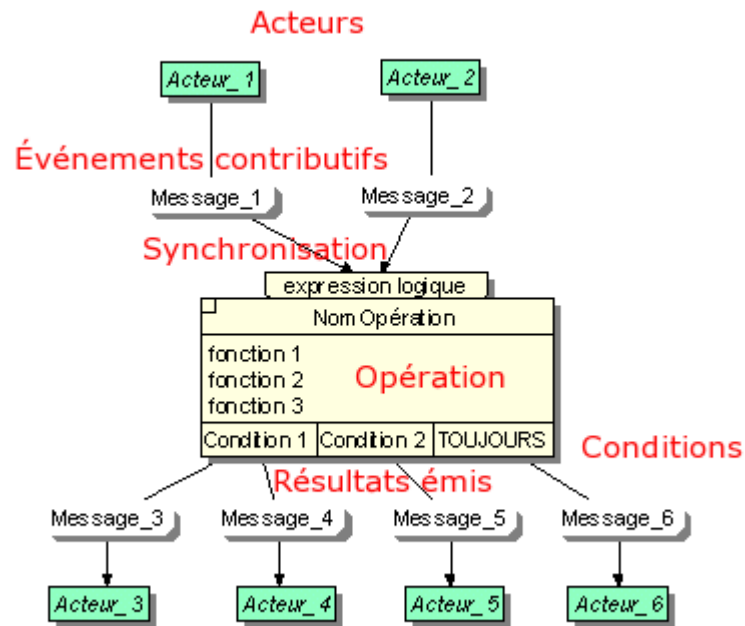 Acteurs
Acteur_1
Acteur_2
Événements contributifs
Message_1
Message_2
Synchronisation
expression logique
Nom Opération
fonction 1
fonction 2
fonction 3
Opération
Condition 1
Condition 2
TOUJOURS
Conditions
Résultats émis
Message_3
Message_4
Message_5
Message_6
Acteur_3
Acteur_4
Acteur_5
Acteur_6